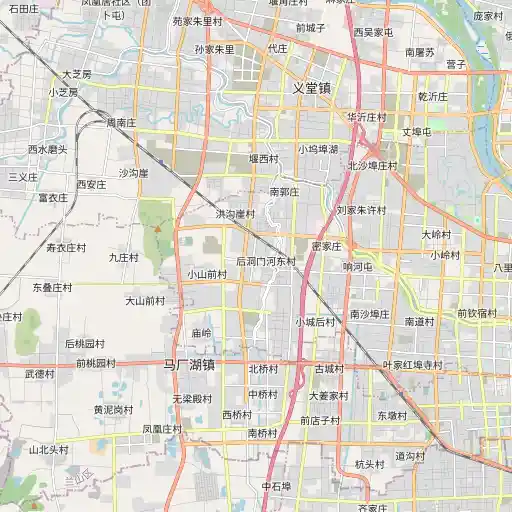 石田庄
凤凰居社区（团
卜屯）
苑家朱里村
孙家朱里
代庄
前城子
西吴家屯
南屠苏
营子
庞家村
大芝房
小芝房
义堂镇
乾沂庄
周南庄
华沂庄村
丈埠屯
西水磨头
堰西村
小坞埠湖
北沙埠庄村
三义庄
西安庄
沙沟崖
南郭庄
富农庄
洪沟崖村
刘家朱许村
大岭村
寿衣庄村
九庄村
密家庄
小岭村
后洞门河东村
响河屯
八里
小山前村
东叠庄
大山前村
前钦宿村
小城后村
南沙埠庄
南道村
垒庄村
庙岭
后桃园村
前桃园村
马厂湖镇
北桥村
古城村
叶家红埠寺村
武德村
中桥村
大姜家村
无梁殿村
黄泥岗村
西桥村
前店子村
东墩村
凤凰庄村
南桥村
山北头村
道沟村
杭头村
兰山区
中石埠
齐家庄